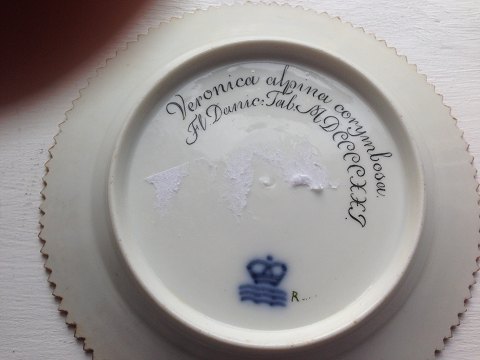 Veronica alpina corymbosa
Fl Danic: Tab MDCCCCXXI.
R